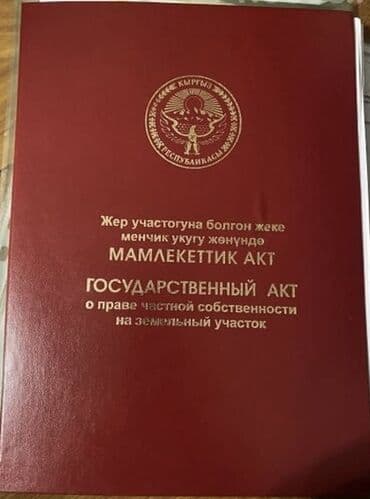 КЫРГЫЗ
РЕСПУБЛИКАСЫ
Жер участогуна болгон жеке
менчик укугу жөнүндө
МАМЛЕКЕТТИК АКТ
ГОСУДАРСТВЕННЫЙ АКТ
о праве частной собственности
на земельный участок